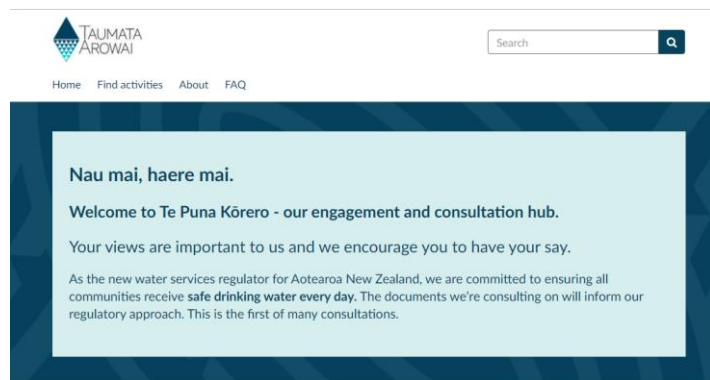 TAUMATA
AROWAI
Search
Home Find activities About FAQ
Nau mai, haere mai.
Welcome to Te Puna Kōrero - our engagement and consultation hub.
Your views are important to us and we encourage you to have your say.
As the new water services regulator for Aotearoa New Zealand, we are committed to ensuring all
communities receive safe drinking water every day. The documents we're consulting on will inform our
regulatory approach. This is the first of many consultations.